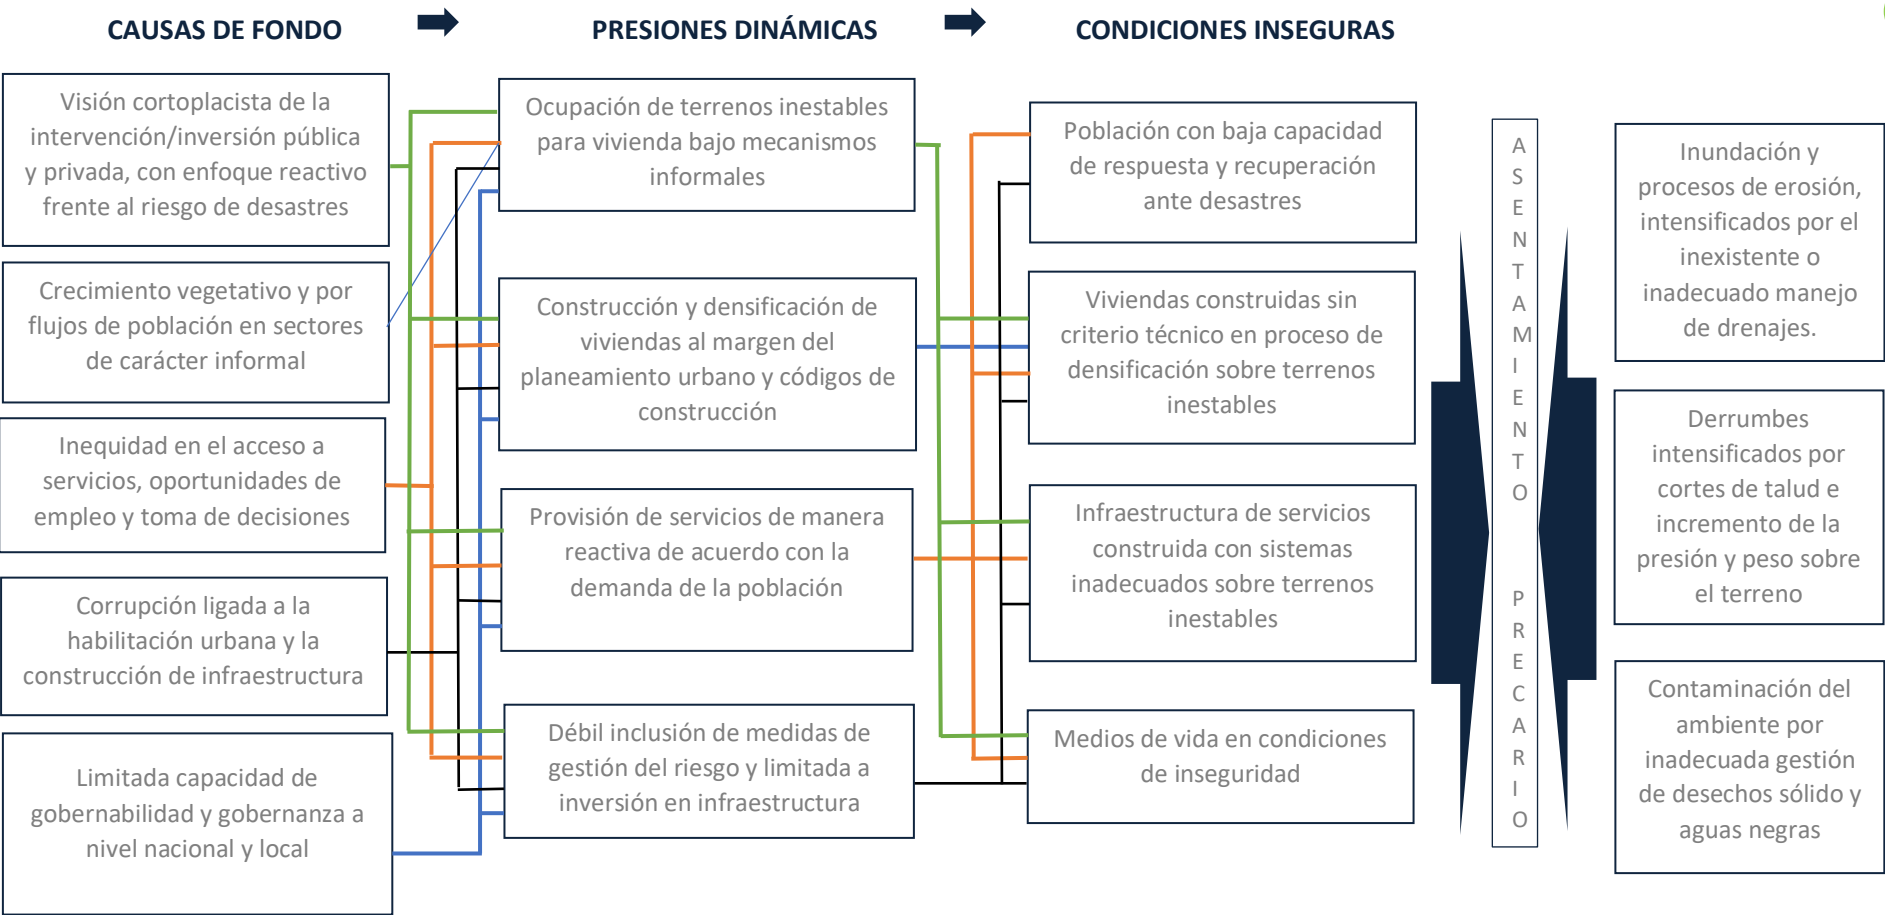 CAUSAS DE FONDO
PRESIONES DINÁMICAS
CONDICIONES INSEGURAS
Visión cortoplacista de la
intervención/inversión pública
y privada, con enfoque reactivo
frente al riesgo de desastres
Crecimiento vegetativo y por
flujos de población en sectores
de carácter informal
Inequidad en el acceso a
servicios, oportunidades de
empleo y toma de decisiones
Corrupción ligada a la
habilitación urbana y la
construcción de infraestructura
Limitada capacidad de
gobernabilidad y gobernanza a
nivel nacional y local
Ocupación de terrenos inestables
para vivienda bajo mecanismos
informales
Construcción y densificación de
viviendas al margen del
planeamiento urbano y códigos de
construcción
Provisión de servicios de manera
reactiva de acuerdo con la
demanda de la población
Débil inclusión de medidas de
gestión del riesgo y limitada a
inversión en infraestructura
Población con baja capacidad
de respuesta y recuperación
ante desastres
Viviendas construidas sin
criterio técnico en proceso de
densificación sobre terrenos
inestables
Infraestructura de servicios
construida con sistemas
inadecuados sobre terrenos
inestables
Medios de vida en condiciones
de inseguridad
ASENTAMIENTO PRECARIO
Inundación y
procesos de erosión,
intensificados por el
inexistente o
inadecuado manejo
de drenajes.
Derrumbes
intensificados por
cortes de talud e
incremento de la
presión y peso sobre
el terreno
Contaminación del
ambiente por
inadecuada gestión
de desechos sólido y
aguas negras